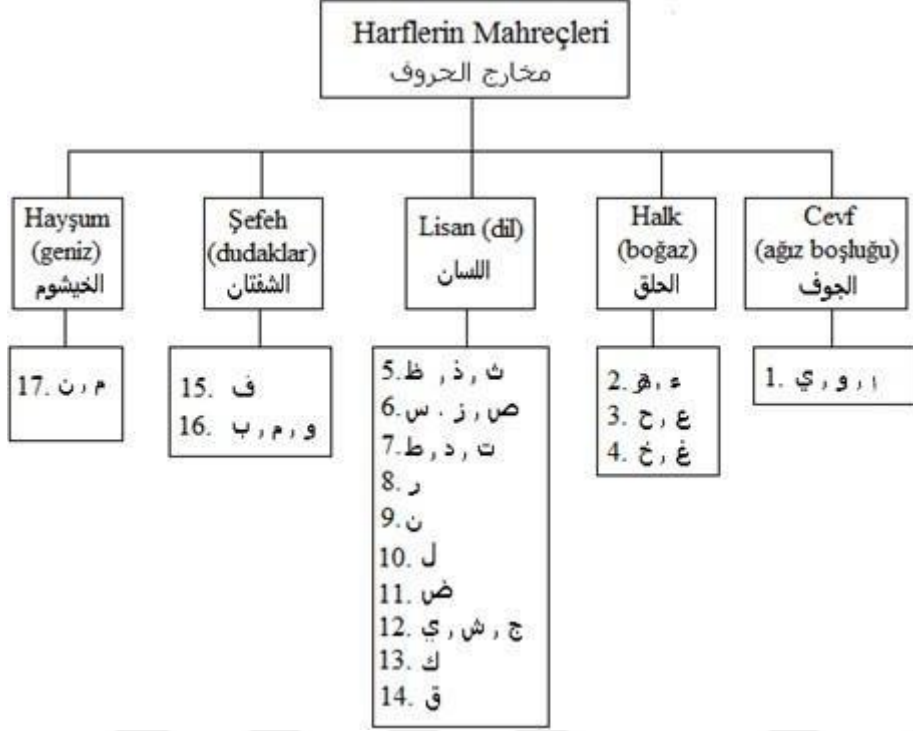 Harflerin Mahreçleri
مخارج الحروف
Hayşum
(geniz)
الخيشوم
Şefeh
(dudaklar)
الشفتان
Lisan (dil)
اللسان
Halk
(boğaz)
الحلق
Cevf
(ağız boşluğu)
الجوف
17. م , ن
15. ف
16. و , م , ب
5. ث , ذ , ظ
6. ص , ز . س
7. ت , د , ط
8. ر
9. ن
10. ل
11. ض
12. ج , ش , ي
13. ك
14. ق
2. ء , ه
3. ع , ح
4. غ , خ
1. ا , و , ي